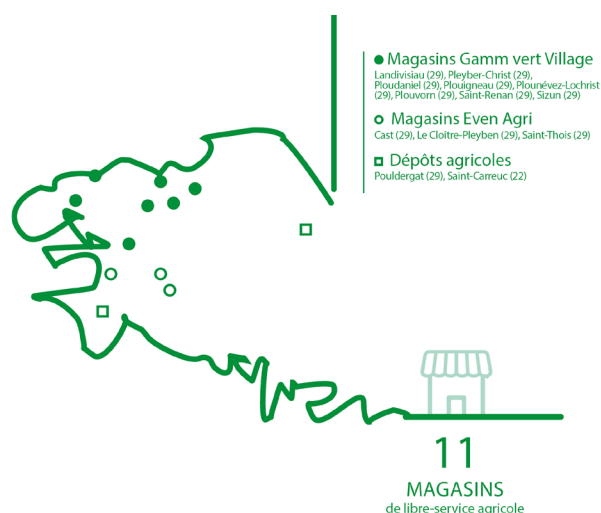 Magasins Gamm vert Village
Landivisiau (29), Pleyber-Christ (29),
Ploudaniel (29), Plouigneau (29), Plounévez-Lochrist
(29), Plouvorn (29), Saint-Renan (29), Sizun (29)
Magasins Even Agri
Cast (29), Le Cloître-Pleyben (29), Saint-Thois (29)
Dépôts agricoles
Pouldergat (29), Saint-Carreuc (22)
11
MAGASINS
de libre-service agricole